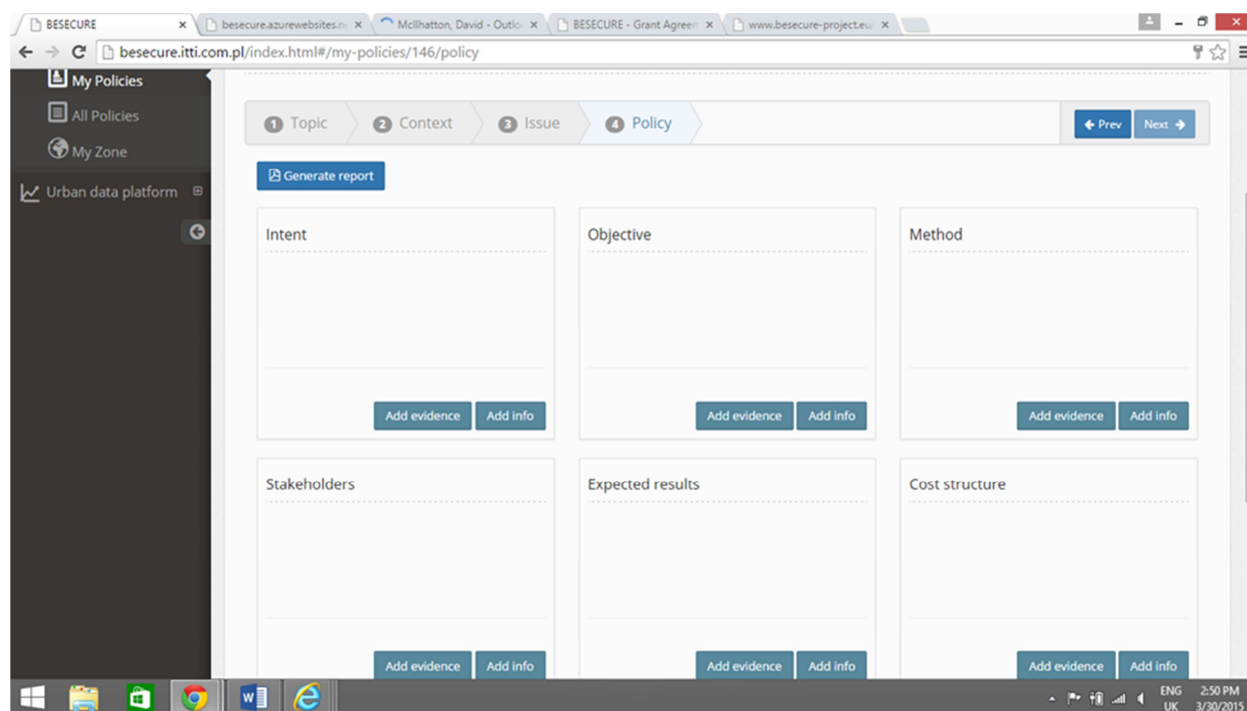 BESECURE
besecure.azurewebsites.n
McIlhatton, David - Outlo
BESECURE - Grant Agreem
www.besecure-project.eu
besecure.itti.com.pl/index.html#/my-policies/146/policy
My Policies
All Policies
My Zone
Urban data platform
1 Topic
2 Context
3 Issue
4 Policy
Prev
Next
Generate report
Intent
Objective
Method
Add evidence Add info
Add evidence Add info
Add evidence Add info
Stakeholders
Expected results
Cost structure
Add evidence Add info
Add evidence Add info
Add evidence Add info
ENG 2:50 PM
UK 3/30/2015